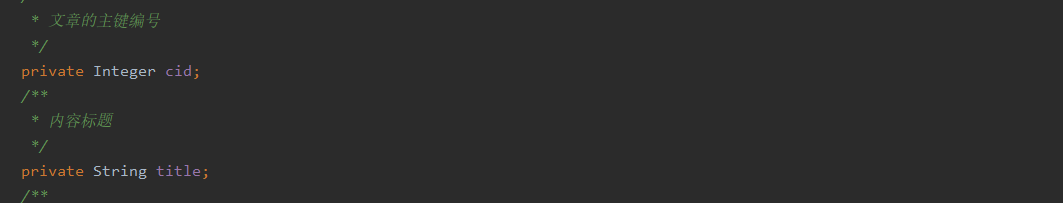 * 文章的主键编号
*/
private Integer cid;
/**
* 内容标题
*/
private String title;
/**